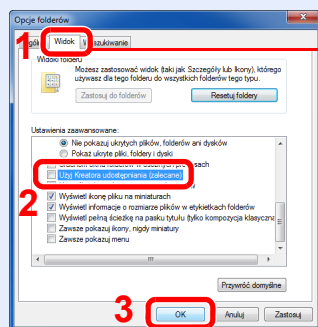 Opcje folderów
1
Widok
szukiwanie
Widoki folderu
Możesz zastosować widok (taki jak Szczegóły lub Ikony), którego
używasz dla tego folderu do wszystkich folderów tego typu.
Zastosuj do folderów
Resetuj foldery
Ustawienia zaawansowane:
Nie pokazuj ukrytych plików, folderów ani dysków
Pokaż ukryte pliki, foldery i dyski
Użyj Kreatora udostępniania (zalecane)
2
Wyświetl ikonę pliku na miniaturach
Wyświetl informacje o rozmiarze plików w etykietkach folderów
Wyświetl pełną ścieżkę na pasku tytułu (tylko kompozycja klasyczna
Zawsze pokazuj ikony, nigdy miniatury
Zawsze pokazuj menu
Przywróć domyślne
3
OK
Anuluj
Zastosuj